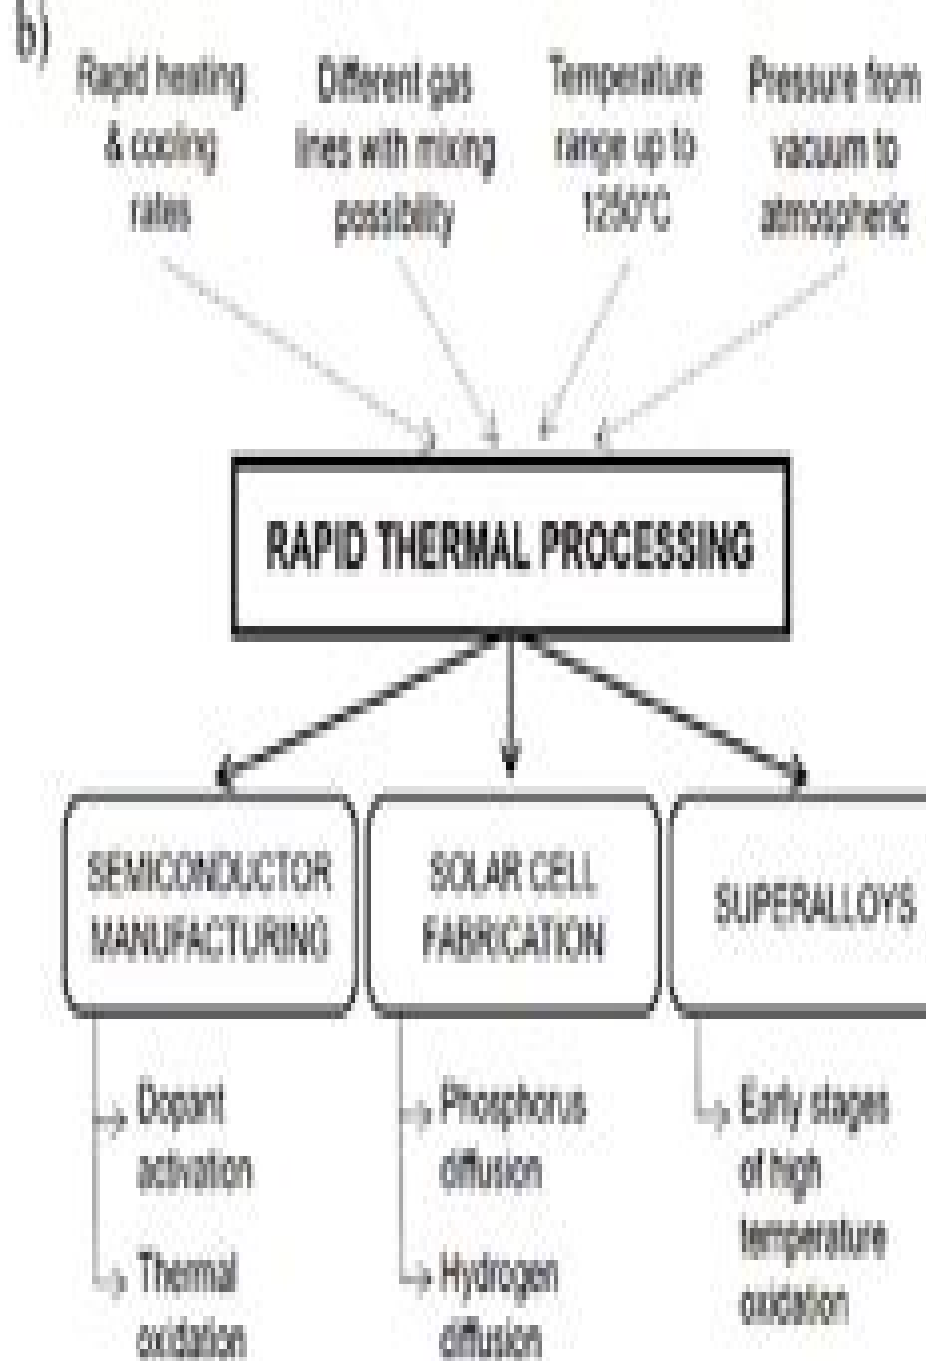 b)
Rapid heating
& cooling
rates
Different gas
lines with mixing
possibility
Temperature
range up to
1250°C
Pressure from
vacuum to
atmospheric
RAPID THERMAL PROCESSING
SEMICONDUCTOR
MANUFACTURING
Dopant
activation
Thermal
oxidation
SOLAR CELL
FABRICATION
Phosphorus
diffusion
Hydrogen
diffusion
SUPERALLOYS
Early stages
of high
temperature
oxidation